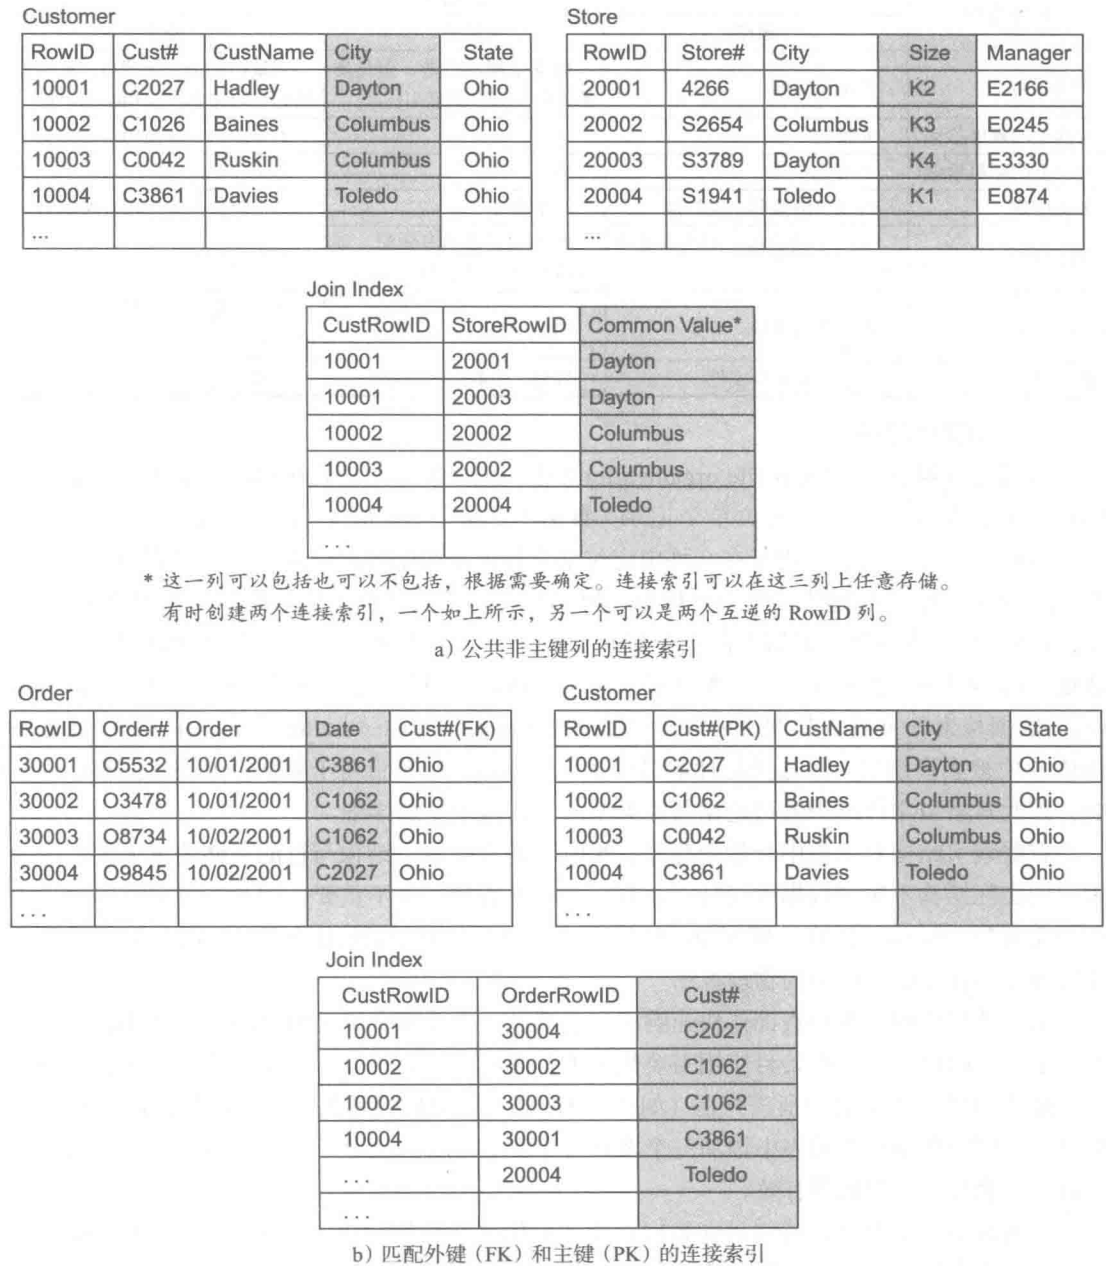 Customer
RowID Cust# CustName City State
10001 C2027 Hadley Dayton Ohio
10002 C1026 Baines Columbus Ohio
10003 C0042 Ruskin Columbus Ohio
10004 C3861 Davies Toledo Ohio
...
Store
RowID Store# City Size Manager
20001 4266 Dayton K2 E2166
20002 S2654 Columbus K3 E0245
20003 S3789 Dayton K4 E3330
20004 S1941 Toledo K1 E0874
...
Join Index
CustRowID StoreRowID Common Value*
10001 20001 Dayton
10001 20003 Dayton
10002 20002 Columbus
10003 20002 Columbus
10004 20004 Toledo
...
* 这一列可以包括也可以不包括，根据需要确定。连接索引可以在这三列上任意存储。
有时创建两个连接索引，一个如上所示，另一个可以是两个互逆的 RowID 列。
a）公共非主键列的连接索引
Order
RowID Order# Order Date Cust#(FK)
30001 O5532 10/01/2001 C3861 Ohio
30002 O3478 10/01/2001 C1062 Ohio
30003 O8734 10/02/2001 C1062 Ohio
30004 O9845 10/02/2001 C2027 Ohio
...
Customer
RowID Cust#(PK) CustName City State
10001 C2027 Hadley Dayton Ohio
10002 C1062 Baines Columbus Ohio
10003 C0042 Ruskin Columbus Ohio
10004 C3861 Davies Toledo Ohio
...
Join Index
CustRowID OrderRowID Cust#
10001 30004 C2027
10002 30002 C1062
10002 30003 C1062
10004 30001 C3861
... 20004 Toledo
...
b）匹配外键（FK）和主键（PK）的连接索引